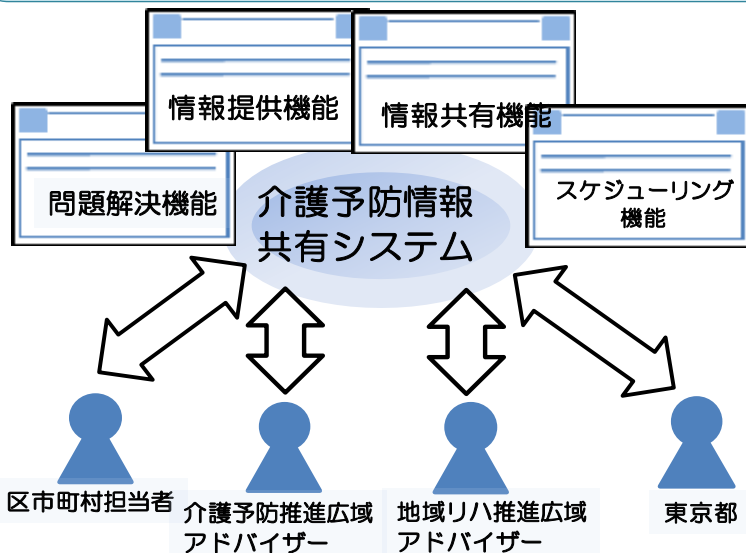 情報提供機能
情報共有機能
問題解決機能
スケジューリング
機能
介護予防情報
共有システム
区市町村担当者
介護予防推進広域
アドバイザー
地域リハ推進広域
アドバイザー
東京都